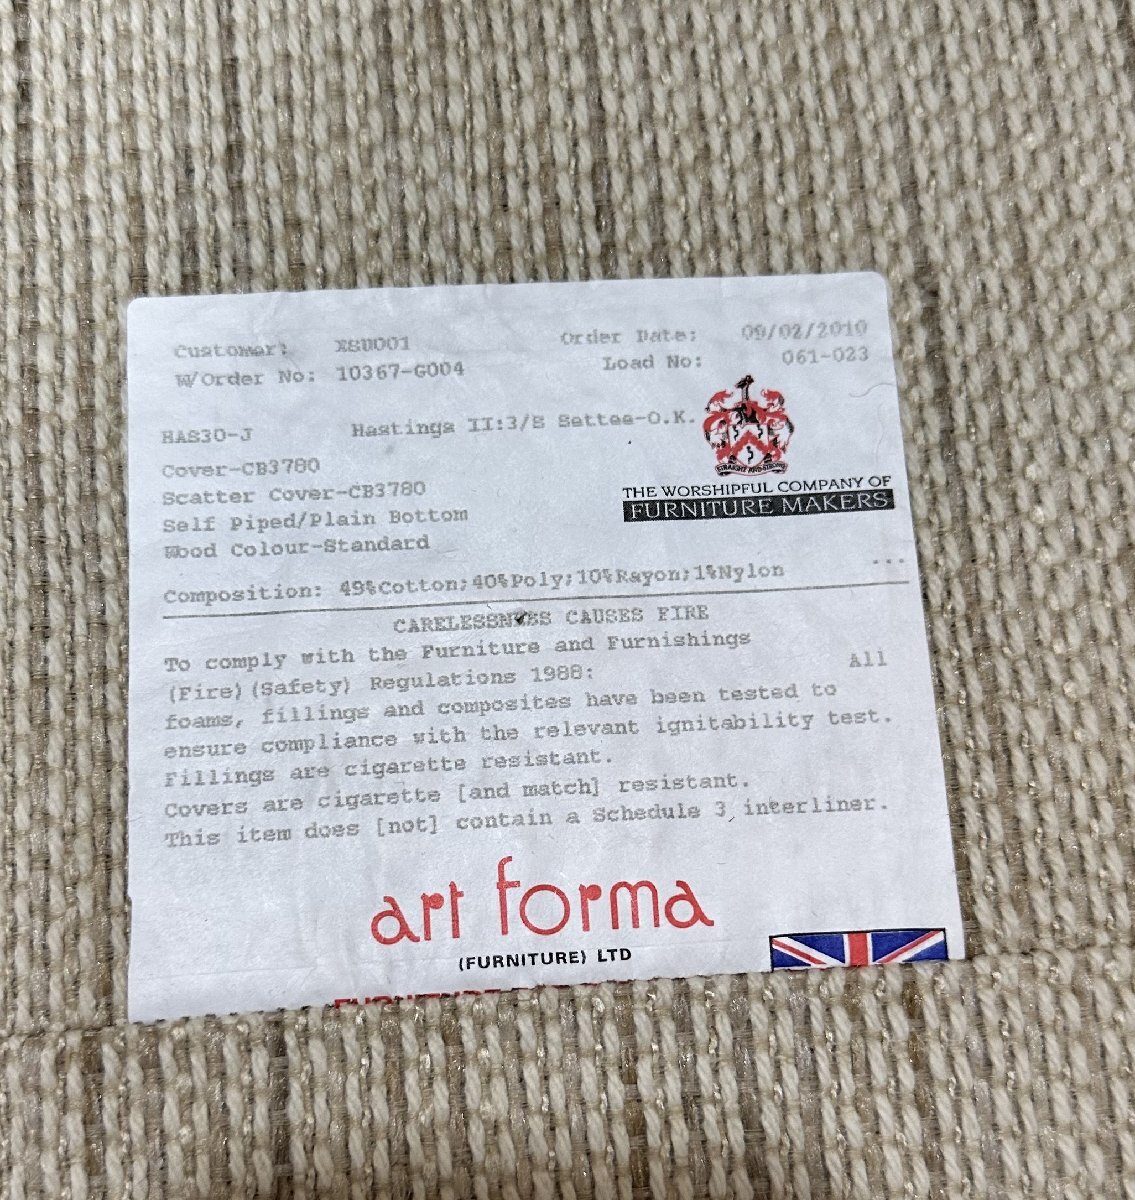 Customer: XSU001 Order Date: 09/02/2010
W/Order No: 10367-G004 Load No: 061-023
HAS30-J Hastings II:3/S Settee-O.K.
Cover-CB3780
Scatter Cover-CB3780
Self Piped/Plain Bottom
Wood Colour-Standard
THE WORSHIPFUL COMPANY OF
FURNITURE MAKERS
Composition: 49%Cotton;40%Poly;10%Rayon;1%Nylon ...
CARELESSNESS CAUSES FIRE
To comply with the Furniture and Furnishings
(Fire)(Safety) Regulations 1988: All
foams, fillings and composites have been tested to
ensure compliance with the relevant ignitability test.
Fillings are cigarette resistant.
Covers are cigarette [and match] resistant.
This item does [not] contain a Schedule 3 interliner.
art forma
(FURNITURE) LTD